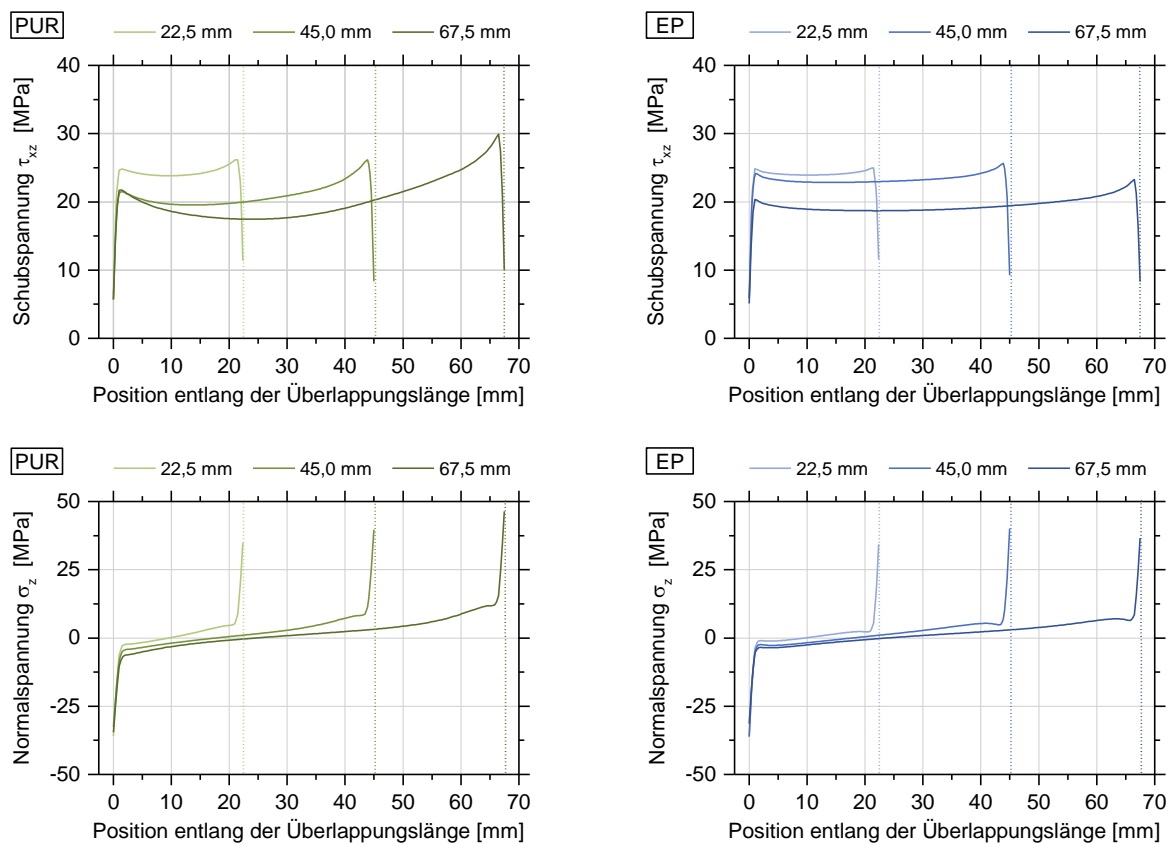 PUR 22,5 mm 45,0 mm 67,5 mm
40
30
20
10
0
Schubspannung τxz [MPa]
0 10 20 30 40 50 60 70
Position entlang der Überlappungslänge [mm]
EP 22,5 mm 45,0 mm 67,5 mm
40
30
20
10
0
Schubspannung τxz [MPa]
0 10 20 30 40 50 60 70
Position entlang der Überlappungslänge [mm]
PUR 22,5 mm 45,0 mm 67,5 mm
50
25
0
-25
-50
Normalspannung σz [MPa]
0 10 20 30 40 50 60 70
Position entlang der Überlappungslänge [mm]
EP 22,5 mm 45,0 mm 67,5 mm
50
25
0
-25
-50
Normalspannung σz [MPa]
0 10 20 30 40 50 60 70
Position entlang der Überlappungslänge [mm]